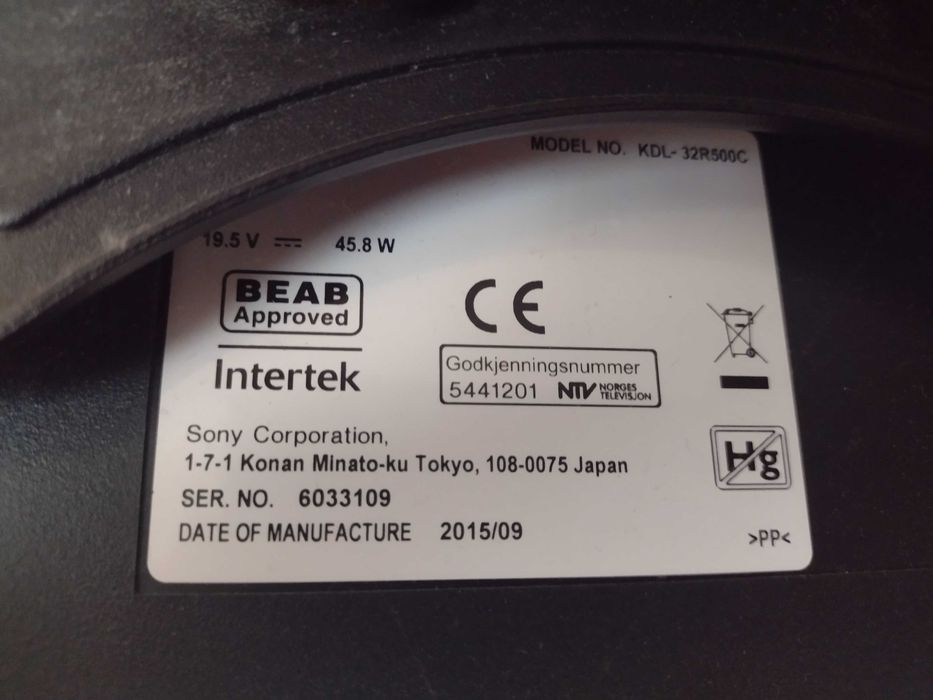 MODEL NO. KDL-32R500C
19.5 V 45.8 W
BEAB
Approved
Intertek
CE
Godkjenningsnummer
5441201 NTV NORGES TELEVISJON
Hg
Sony Corporation,
1-7-1 Konan Minato-ku Tokyo, 108-0075 Japan
SER. NO. 6033109
DATE OF MANUFACTURE 2015/09
>PP<